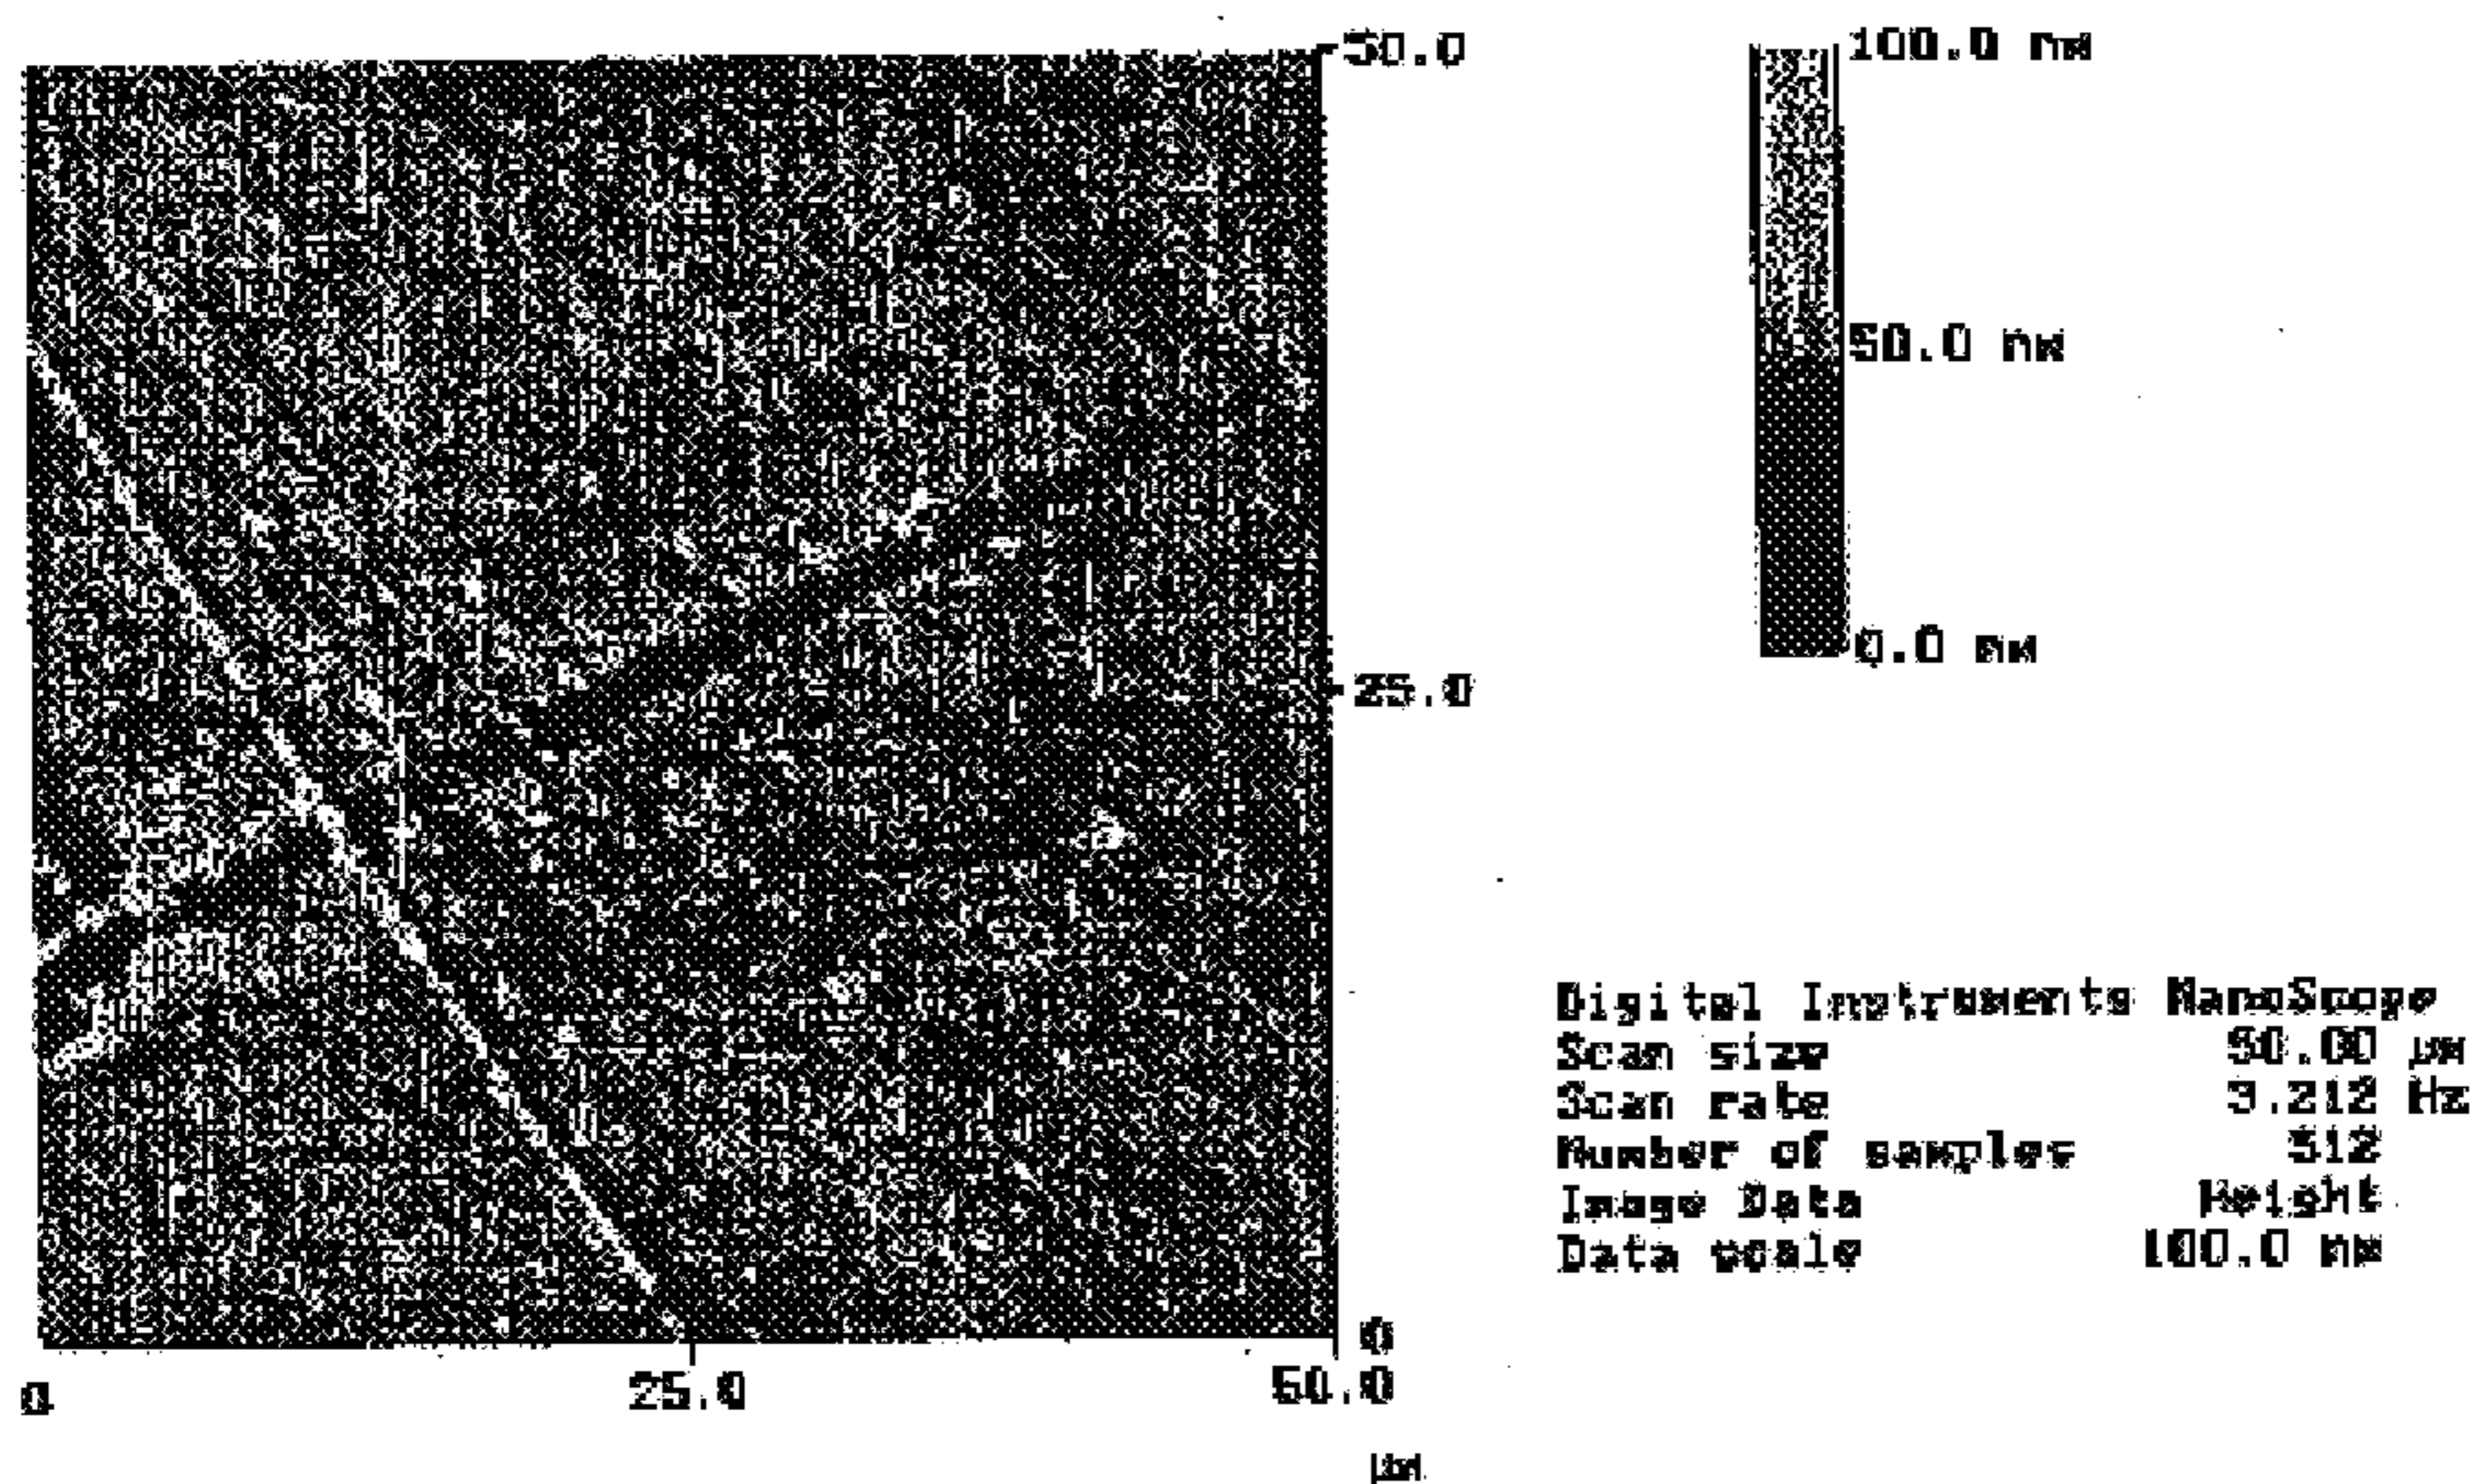 50.0
25.0
0
0 25.0 50.0
µm
100.0 nm
50.0 nm
0.0 nm
Digital Instruments NanoScope
Scan size 50.00 µm
Scan rate 3.212 Hz
Number of samples 512
Image Data Height
Data scale 100.0 nm